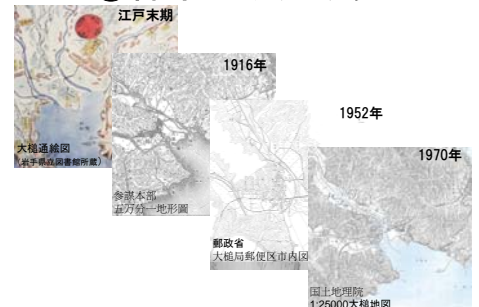 江戸末期
大槌通絵図
(岩手県立図書館所蔵)
1916年
参謀本部
五万分一地形圖
1952年
郵政省
大槌局郵便区市内図
1970年
国土地理院
1:25000大槌地図